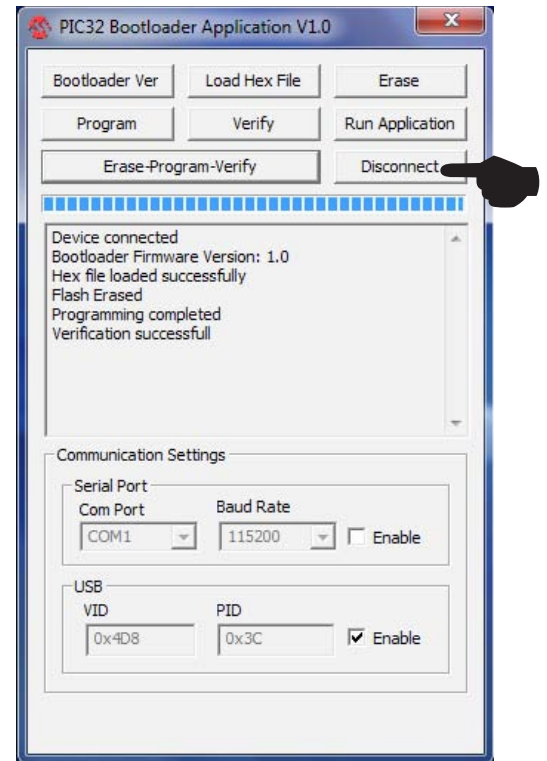 PIC32 Bootloader Application V1.0
x
Bootloader Ver Load Hex File Erase
Program Verify Run Application
Erase-Program-Verify Disconnect
Device connected
Bootloader Firmware Version: 1.0
Hex file loaded successfully
Flash Erased
Programming completed
Verification successfull
Communication Settings
Serial Port
Com Port Baud Rate
COM1 115200 Enable
USB
VID PID
0x4D8 0x3C Enable